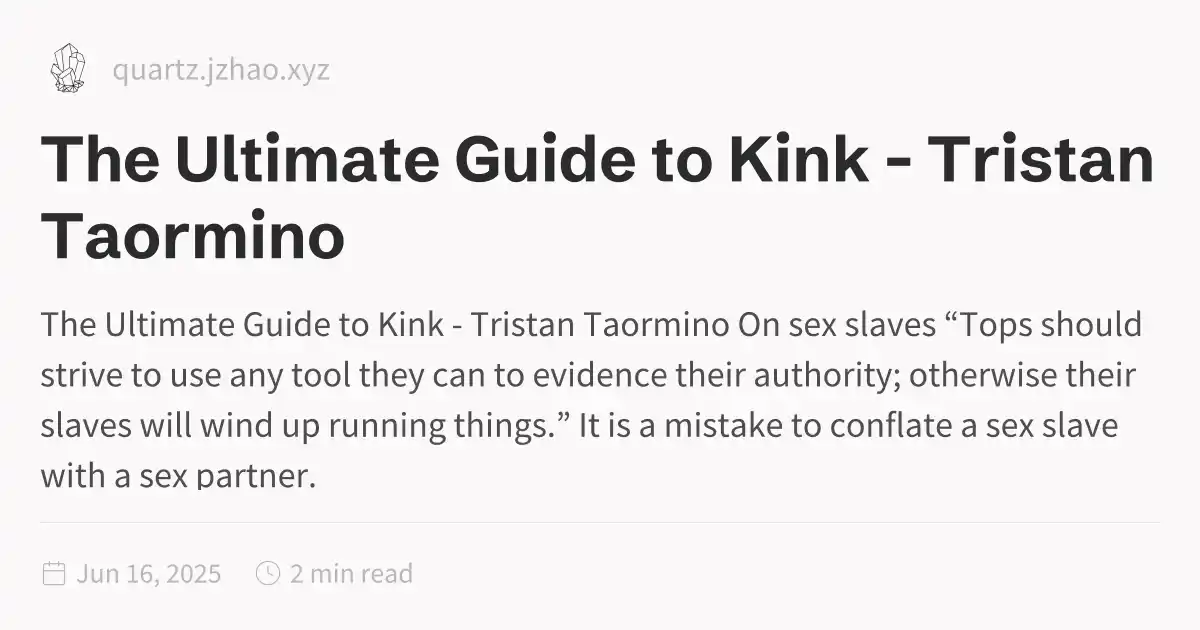 quartz.jzhao.xyz
The Ultimate Guide to Kink - Tristan
Taormino
The Ultimate Guide to Kink - Tristan Taormino On sex slaves “Tops should
strive to use any tool they can to evidence their authority; otherwise their
slaves will wind up running things.” It is a mistake to conflate a sex slave
with a sex partner.
Jun 16, 2025
2 min read